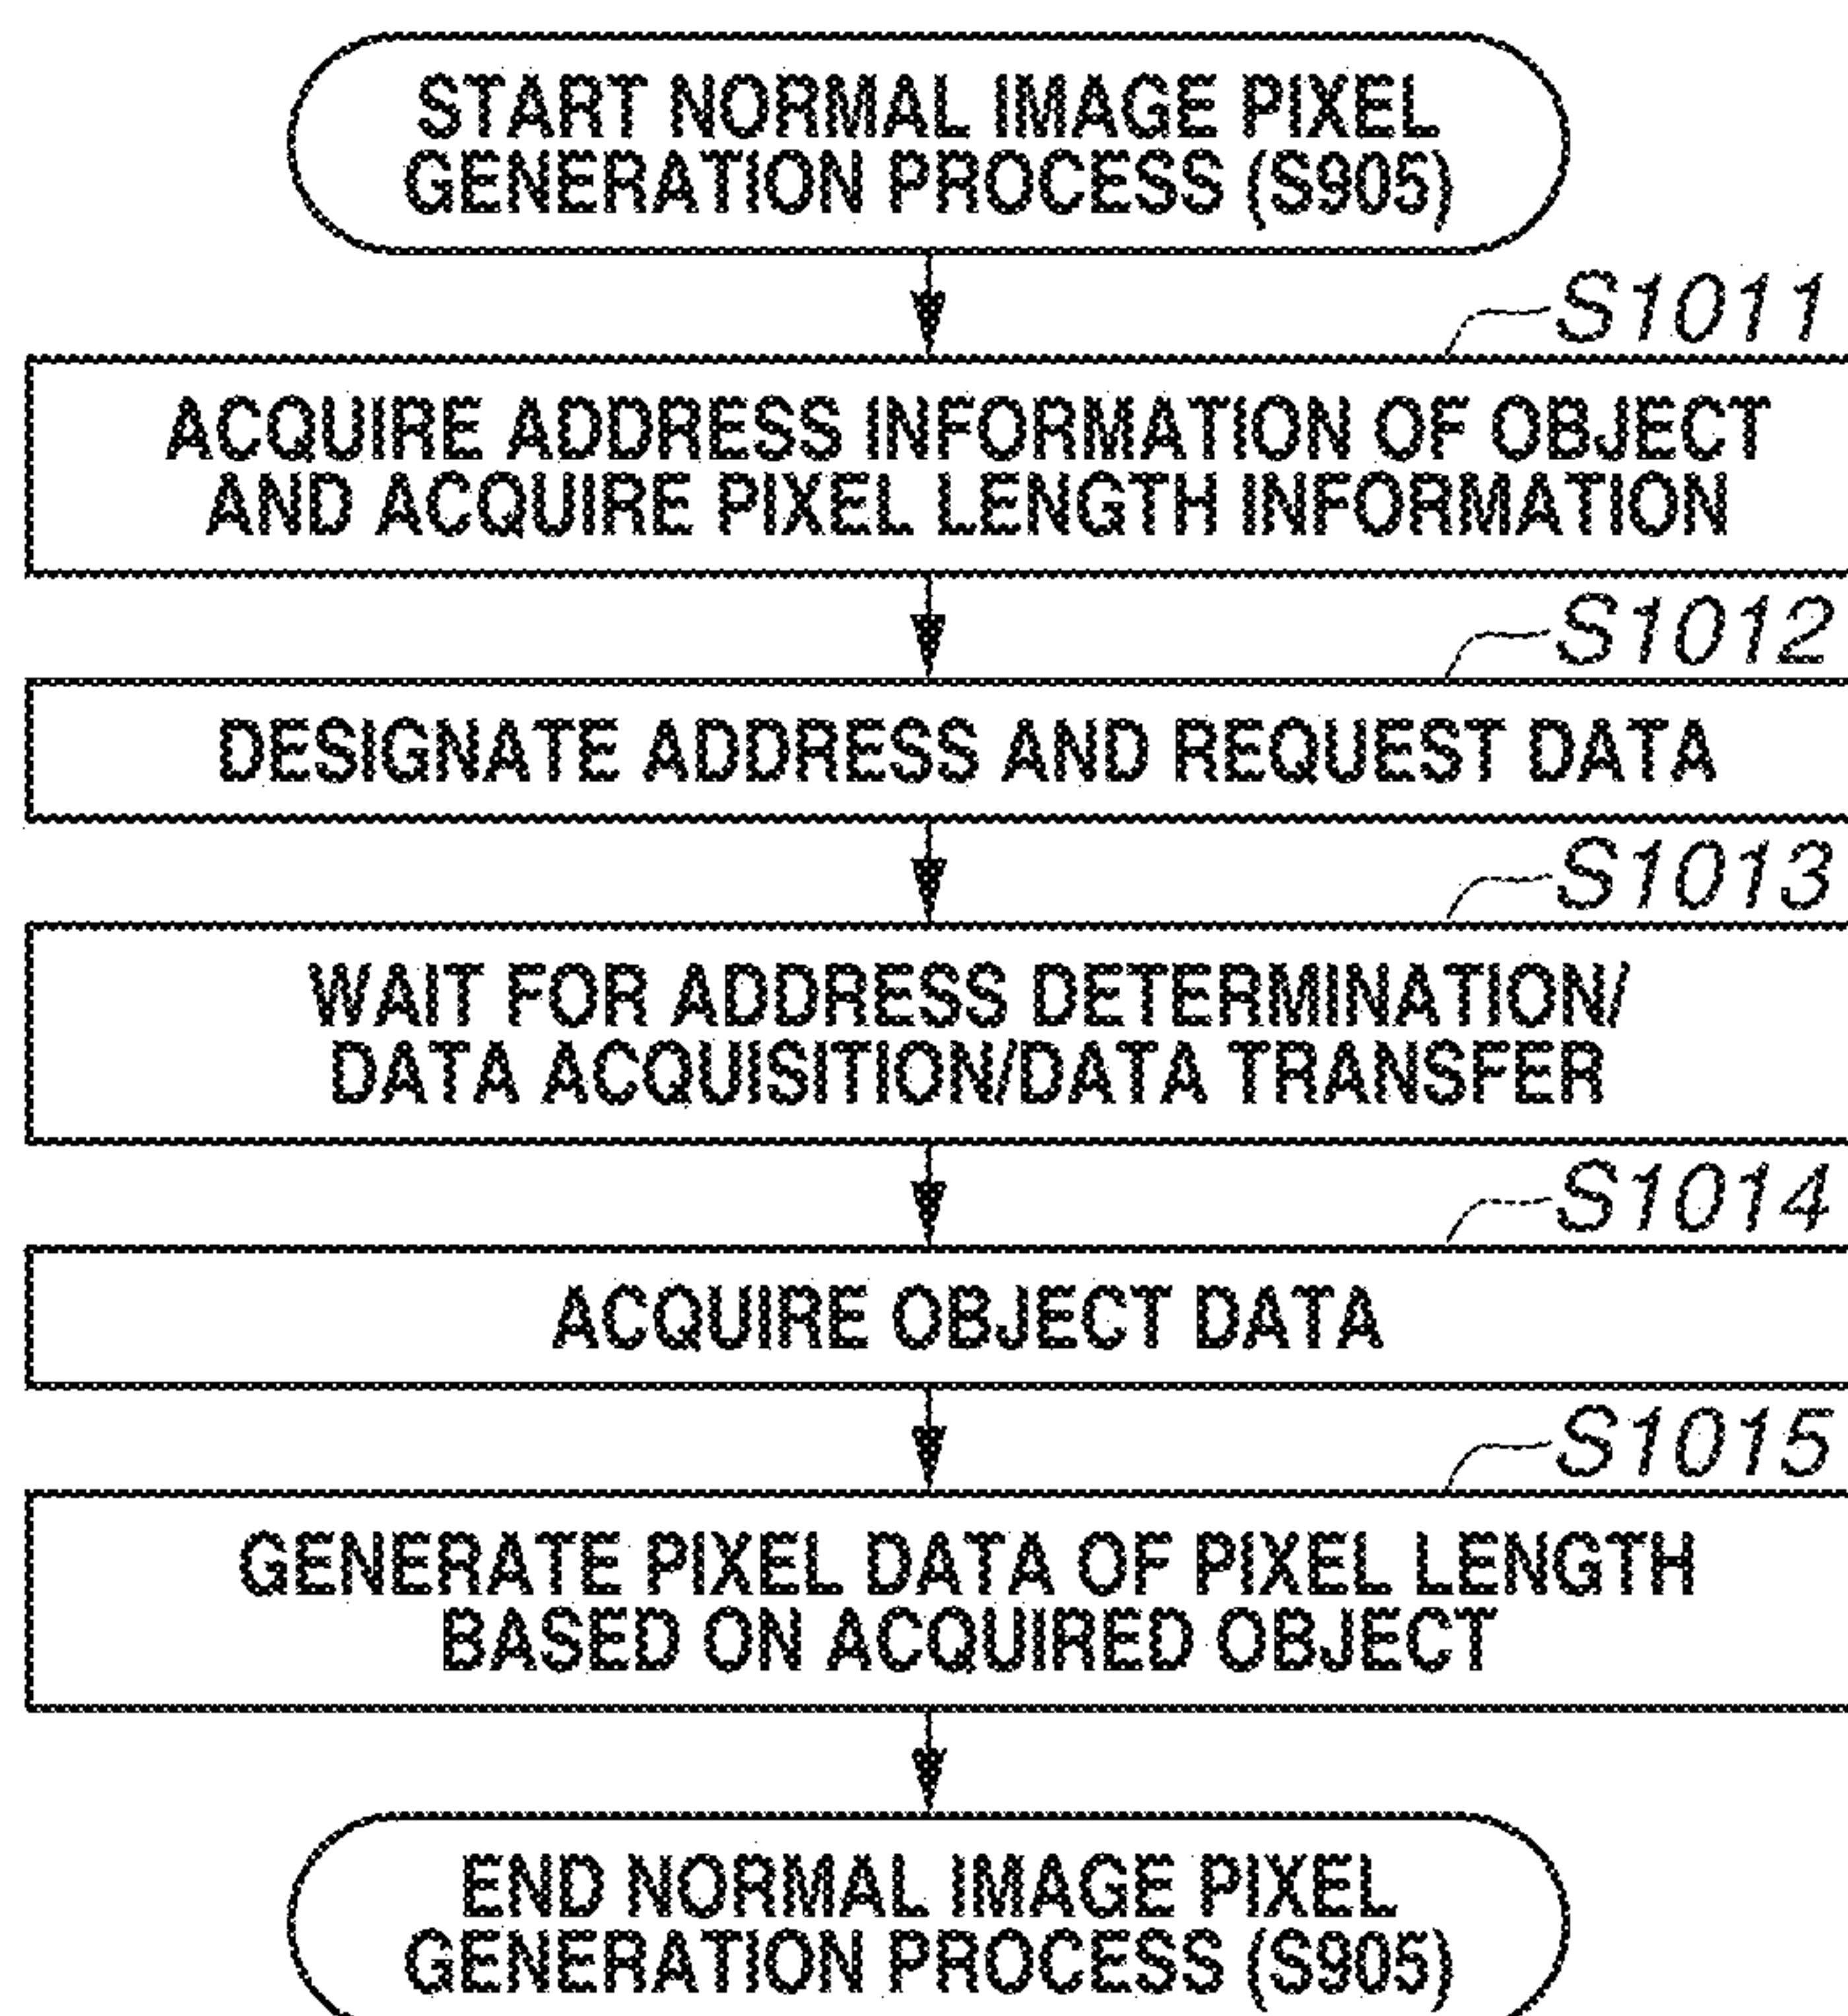 START NORMAL IMAGE PIXEL
GENERATION PROCESS (S905)
S1011
ACQUIRE ADDRESS INFORMATION OF OBJECT
AND ACQUIRE PIXEL LENGTH INFORMATION
S1012
DESIGNATE ADDRESS AND REQUEST DATA
S1013
WAIT FOR ADDRESS DETERMINATION/
DATA ACQUISITION/DATA TRANSFER
S1014
ACQUIRE OBJECT DATA
S1015
GENERATE PIXEL DATA OF PIXEL LENGTH
BASED ON ACQUIRED OBJECT
END NORMAL IMAGE PIXEL
GENERATION PROCESS (S905)